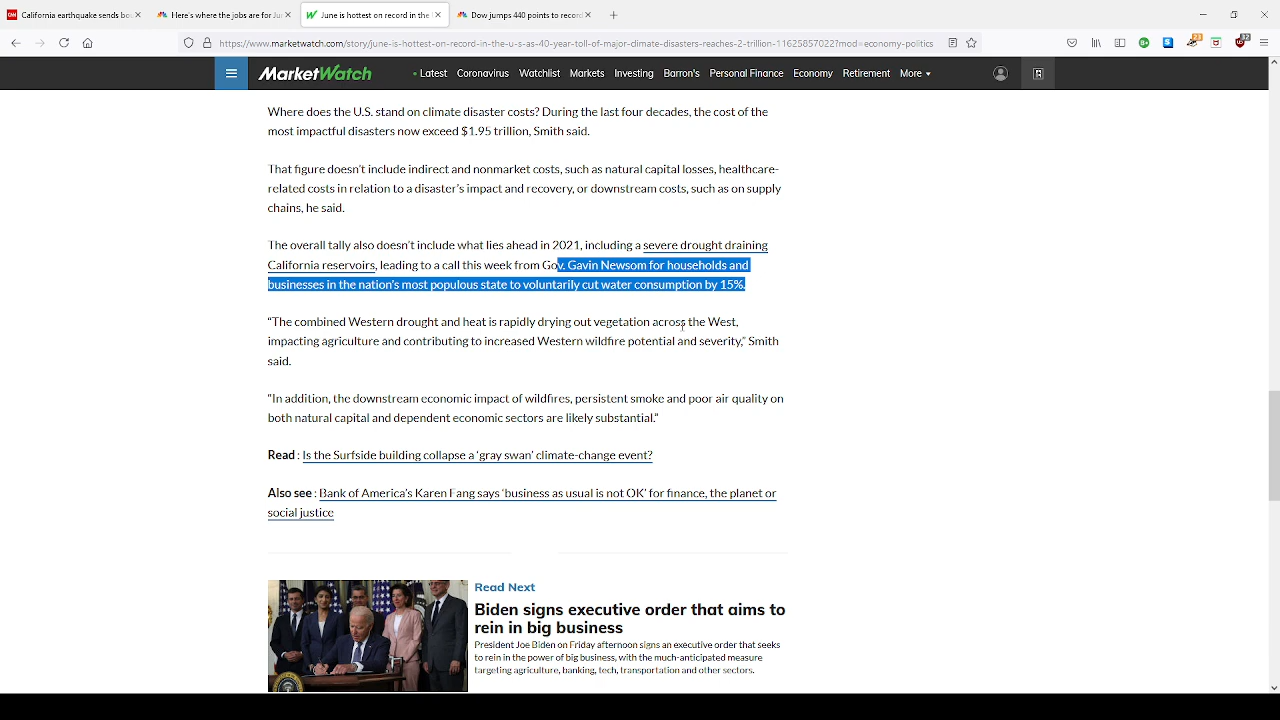 California earthquake sends bou
Here's where the jobs are for Jun
June is hottest on record in the U
Dow jumps 440 points to record
https://www.marketwatch.com/story/june-is-hottest-on-record-in-the-u-s-as-40-year-toll-of-major-climate-disasters-reaches-2-trillion-11625857022?mod=economy-politic
MarketWatch
Latest Coronavirus Watchlist Markets Investing Barron's Personal Finance Economy Retirement More
Where does the U.S. stand on climate disaster costs? During the last four decades, the cost of the
most impactful disasters now exceed $1.95 trillion, Smith said.
That figure doesn't include indirect and nonmarket costs, such as natural capital losses, healthcare-
related costs in relation to a disaster's impact and recovery, or downstream costs, such as on supply
chains, he said.
The overall tally also doesn't include what lies ahead in 2021, including a severe drought draining
California reservoirs, leading to a call this week from Gov. Gavin Newsom for households and
businesses in the nation's most populous state to voluntarily cut water consumption by 15%.
“The combined Western drought and heat is rapidly drying out vegetation across the West,
impacting agriculture and contributing to increased Western wildfire potential and severity,” Smith
said.
“In addition, the downstream economic impact of wildfires, persistent smoke and poor air quality on
both natural capital and dependent economic sectors are likely substantial.”
Read : Is the Surfside building collapse a ‘gray swan’ climate-change event?
Also see : Bank of America's Karen Fang says ‘business as usual is not OK’ for finance, the planet or
social justice
Read Next
Biden signs executive order that aims to
rein in big business
President Joe Biden on Friday afternoon signs an executive order that seeks
to rein in the power of big business, with the much-anticipated measure
targeting agriculture, banking, tech, transportation and other sectors.